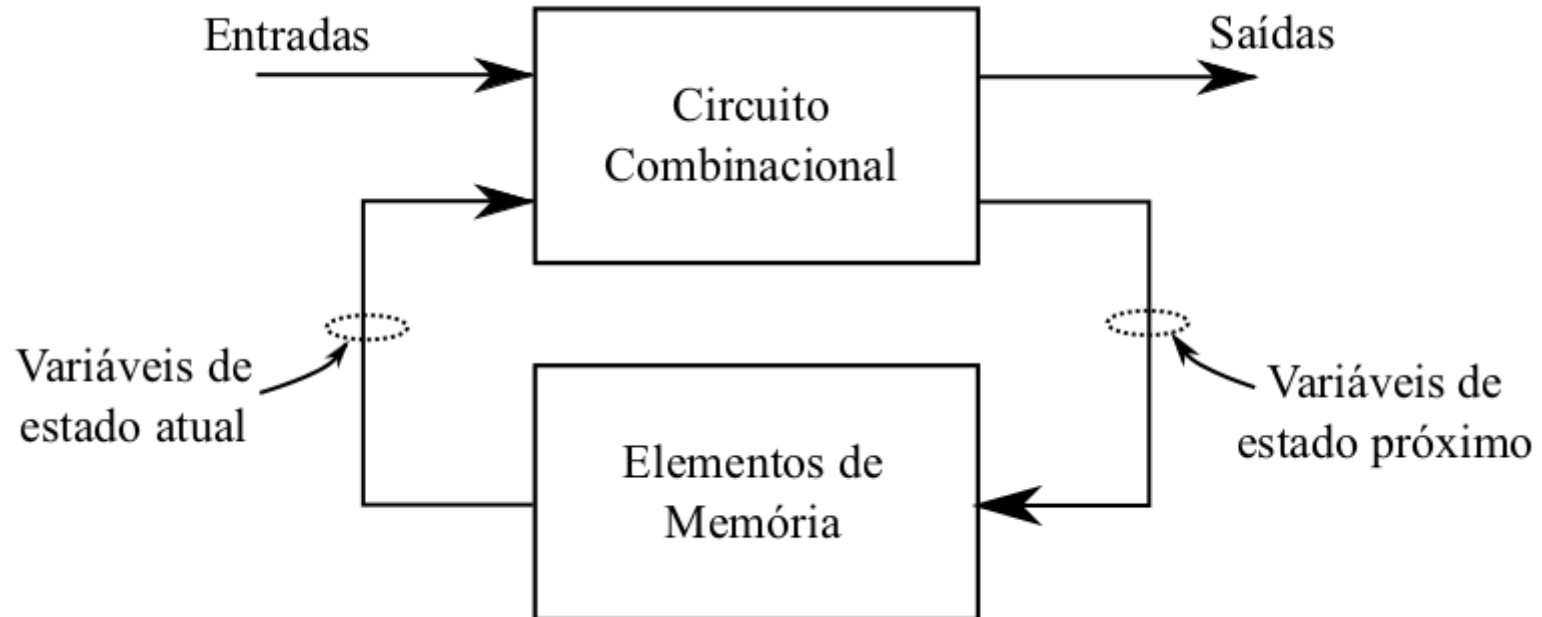 Entradas
Saídas
Circuito
Combinacional
Variáveis de
estado atual
Variáveis de
estado próximo
Elementos de
Memória